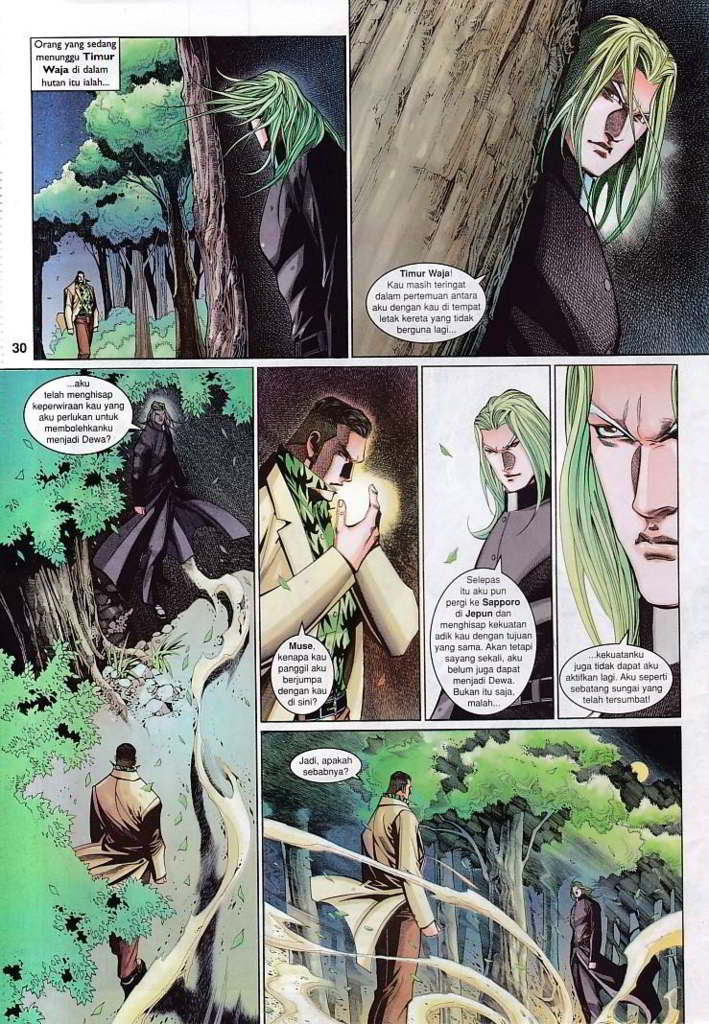 Orang yang sedang
menunggu Timur
Waja di dalam
hutan itu ialah...
Timur Waja!
Kau masih teringat
dalam pertemuan antara
aku dengan kau di tempat
letak kereta yang tidak
berguna lagi...
30
...aku
telah menghisap
keperwiraan kau yang
aku perlukan untuk
membolehkanku
menjadi Dewa?
Muse,
kenapa kau
panggil aku
berjumpa
dengan kau
di sini?
Selepas
itu aku pun
pergi ke Sapporo
di Jepun dan
menghisap kekuatan
adik kau dengan tujuan
yang sama. Akan tetapi
sayang sekali, aku
belum juga dapat
menjadi Dewa.
Bukan itu saja,
malah...
...kekuatanku
juga tidak dapat aku
aktifkan lagi. Aku seperti
sebatang sungai yang
telah tersumbat!
Jadi, apakah
sebabnya?